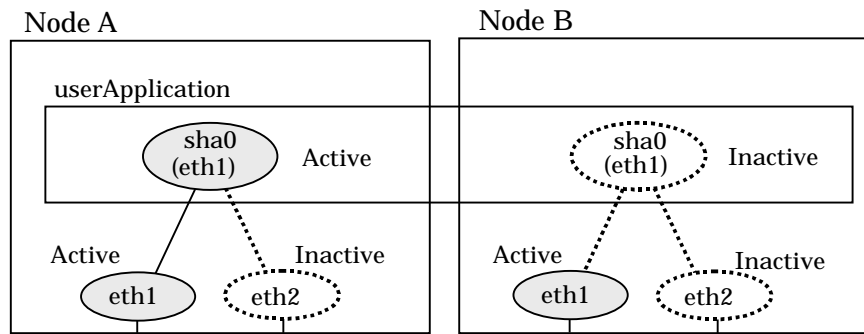 Node A
Node B
userApplication
sha0
(eth1)
Active
sha0
(eth1)
Inactive
Active
Inactive
Active
Inactive
eth1
eth2
eth1
eth2